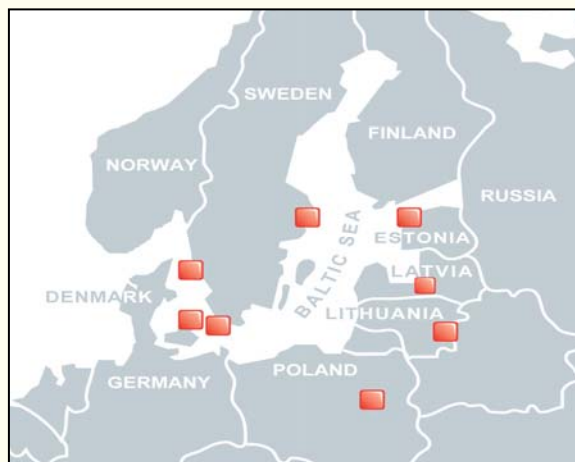 SWEDEN
FINLAND
NORWAY
RUSSIA
BALTIC SEA
ESTONIA
LATVIA
DENMARK
LITHUANIA
POLAND
GERMANY